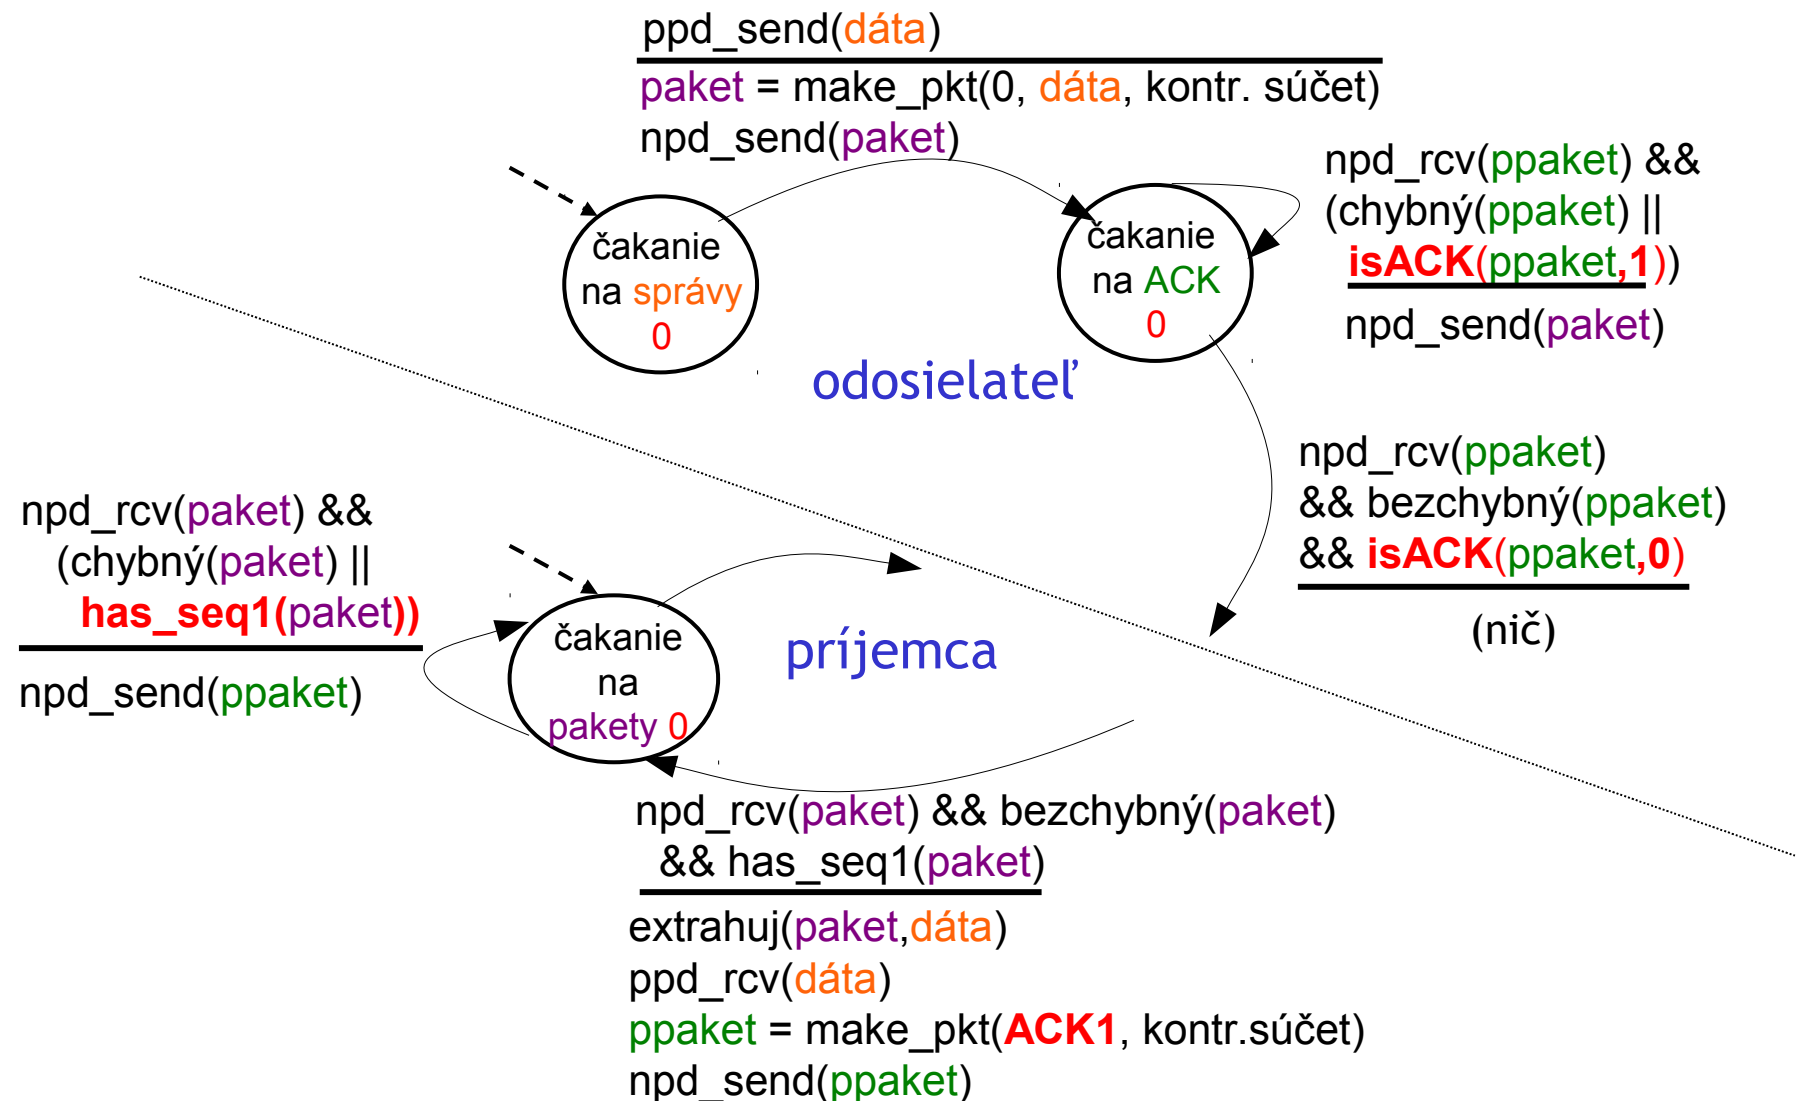 ppd_send(dáta)
paket = make_pkt(0, dáta, kontr. súčet)
npd_send(paket)
čakanie
na správy
0
čakanie
na ACK
0
npd_rcv(ppaket) &&
(chybný(ppaket) ||
isACK(ppaket,1))
npd_send(paket)
odosielateľ
npd_rcv(ppaket)
&& bezchybný(ppaket)
&& isACK(ppaket,0)
(nič)
npd_rcv(paket) &&
(chybný(paket) ||
has_seq1(paket))
npd_send(ppaket)
čakanie
na
pakety 0
príjemca
npd_rcv(paket) && bezchybný(paket)
&& has_seq1(paket)
extrahuj(paket,dáta)
ppd_rcv(dáta)
ppaket = make_pkt(ACK1, kontr.súčet)
npd_send(ppaket)